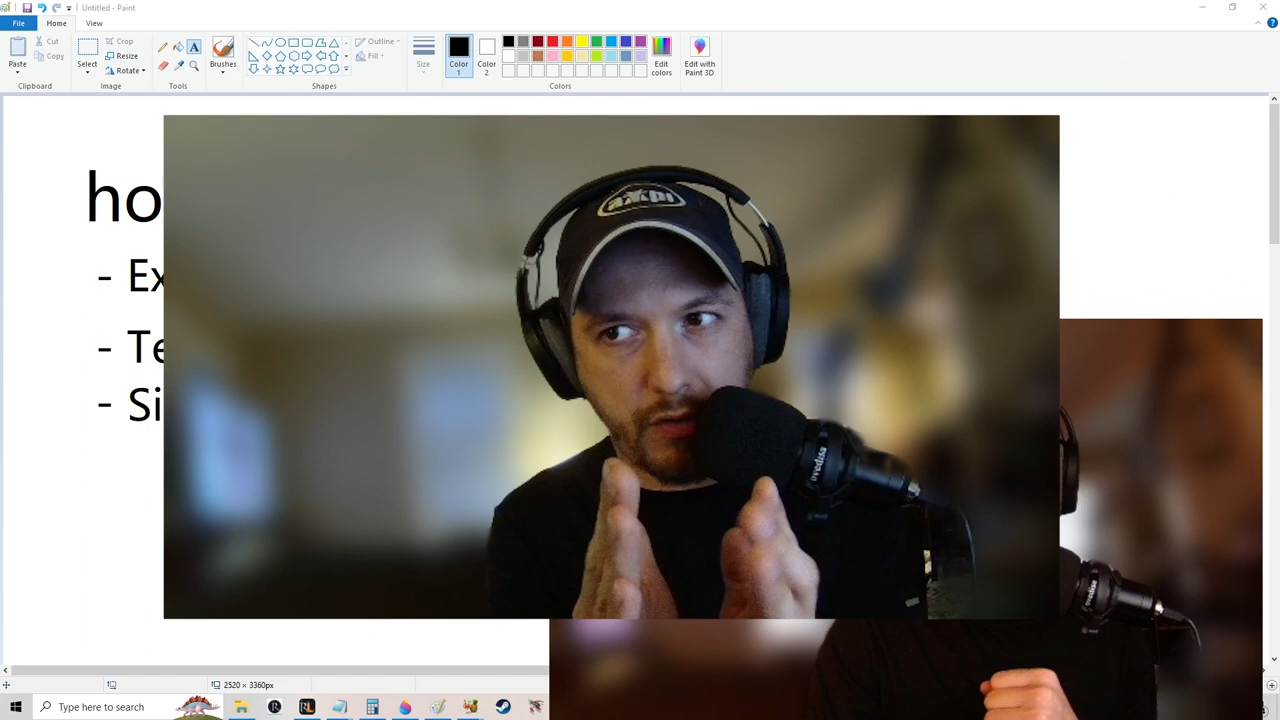 Untitled - Paint
File
Home
View
Paste
Cut
Copy
Clipboard
Select
Crop
Resize
Rotate
Image
Tools
Brushes
Shapes
Outline
Fill
Size
Color 1
Color 2
Edit colors
Colors
Edit with Paint 3D
ho
- Ex
- Te
- Si
2520 × 3360px
Type here to search